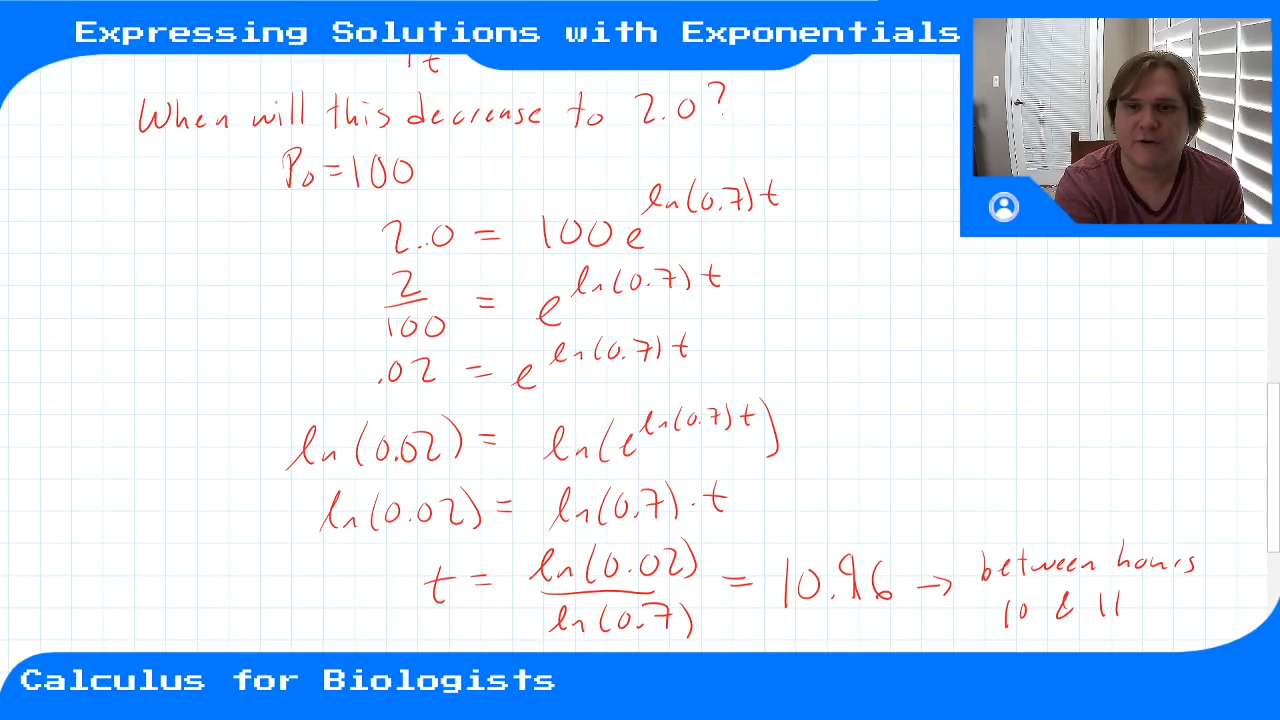 Expressing Solutions with Exponentials
When will this decrease to 2.0?
P₀=100
2.0 = 100e^ln(0.7)t
2/100 = e^ln(0.7)t
.02 = e^ln(0.7)t
ln(0.02) = ln(e^ln(0.7)t)
ln(0.02) = ln(0.7)·t
t = ln(0.02)/ln(0.7) = 10.96 → between hours
10 & 11
Calculus for Biologists